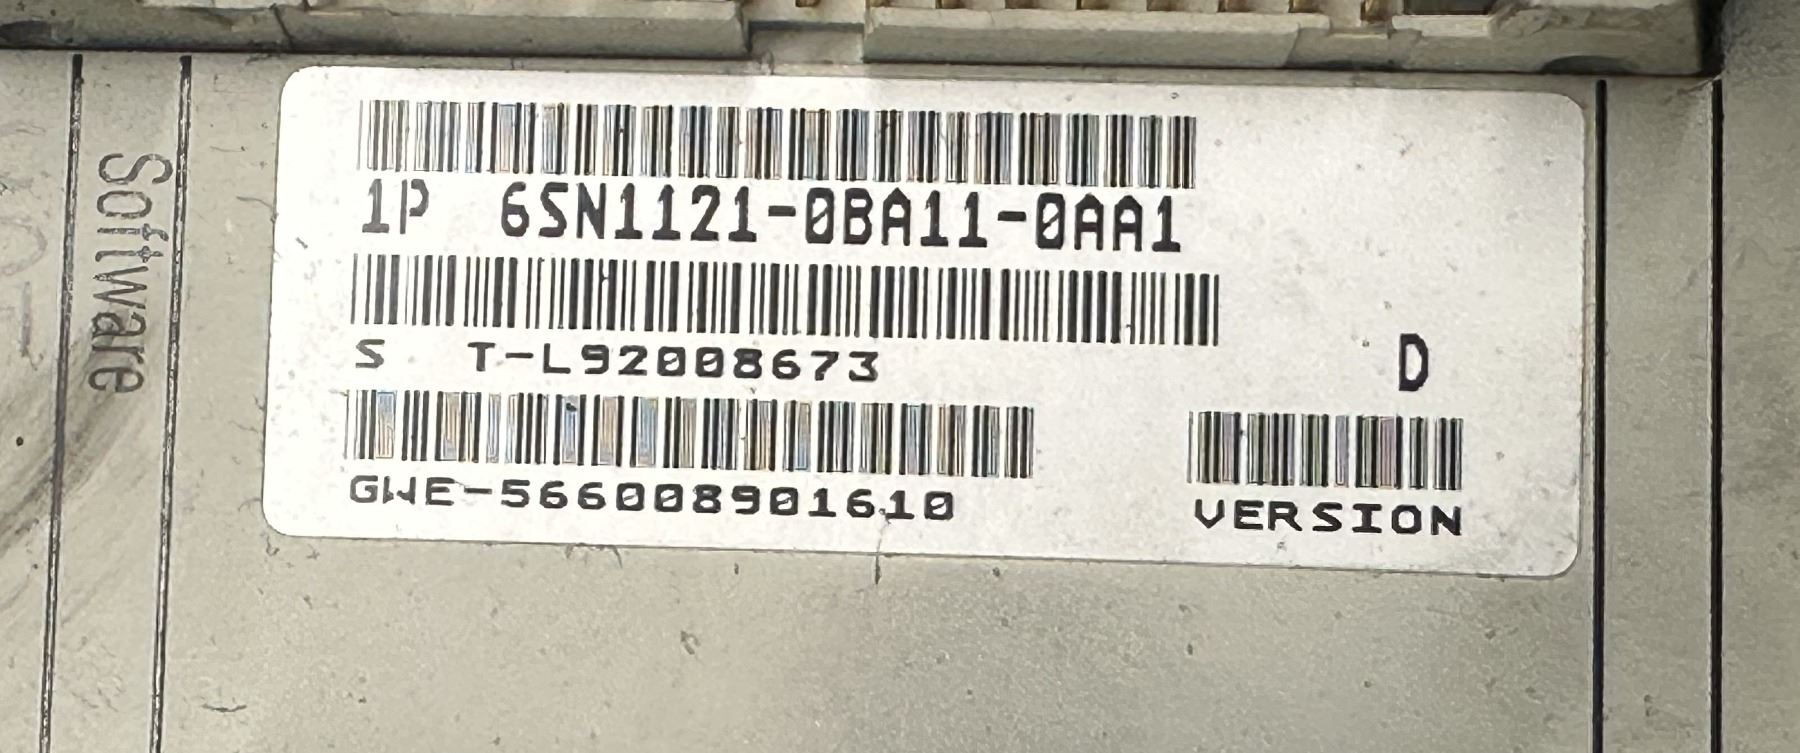 Software
1P 6SN1121-0BA11-0AA1
S T-L92008673
D
GWE-566008901610
VERSION